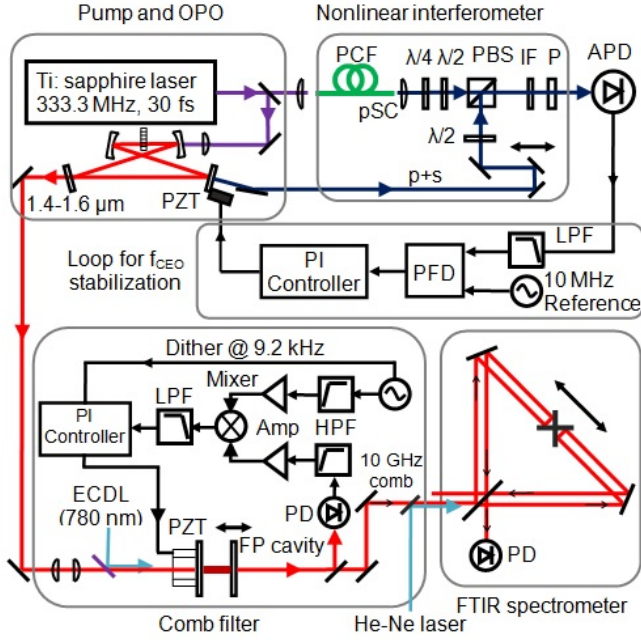 Pump and OPO
Nonlinear interferometer
Ti: sapphire laser
333.3 MHz, 30 fs
PCF
pSC
λ/4 λ/2 PBS IF P
APD
λ/2
p+s
1.4-1.6 μm
PZT
Loop for fCEO
stabilization
PI
Controller
PFD
LPF
10 MHz
Reference
Dither @ 9.2 kHz
PI
Controller
LPF
Mixer
Amp
HPF
10 GHz
comb
ECDL
(780 nm)
PZT
PD
FP cavity
PD
Comb filter
He-Ne laser
FTIR spectrometer